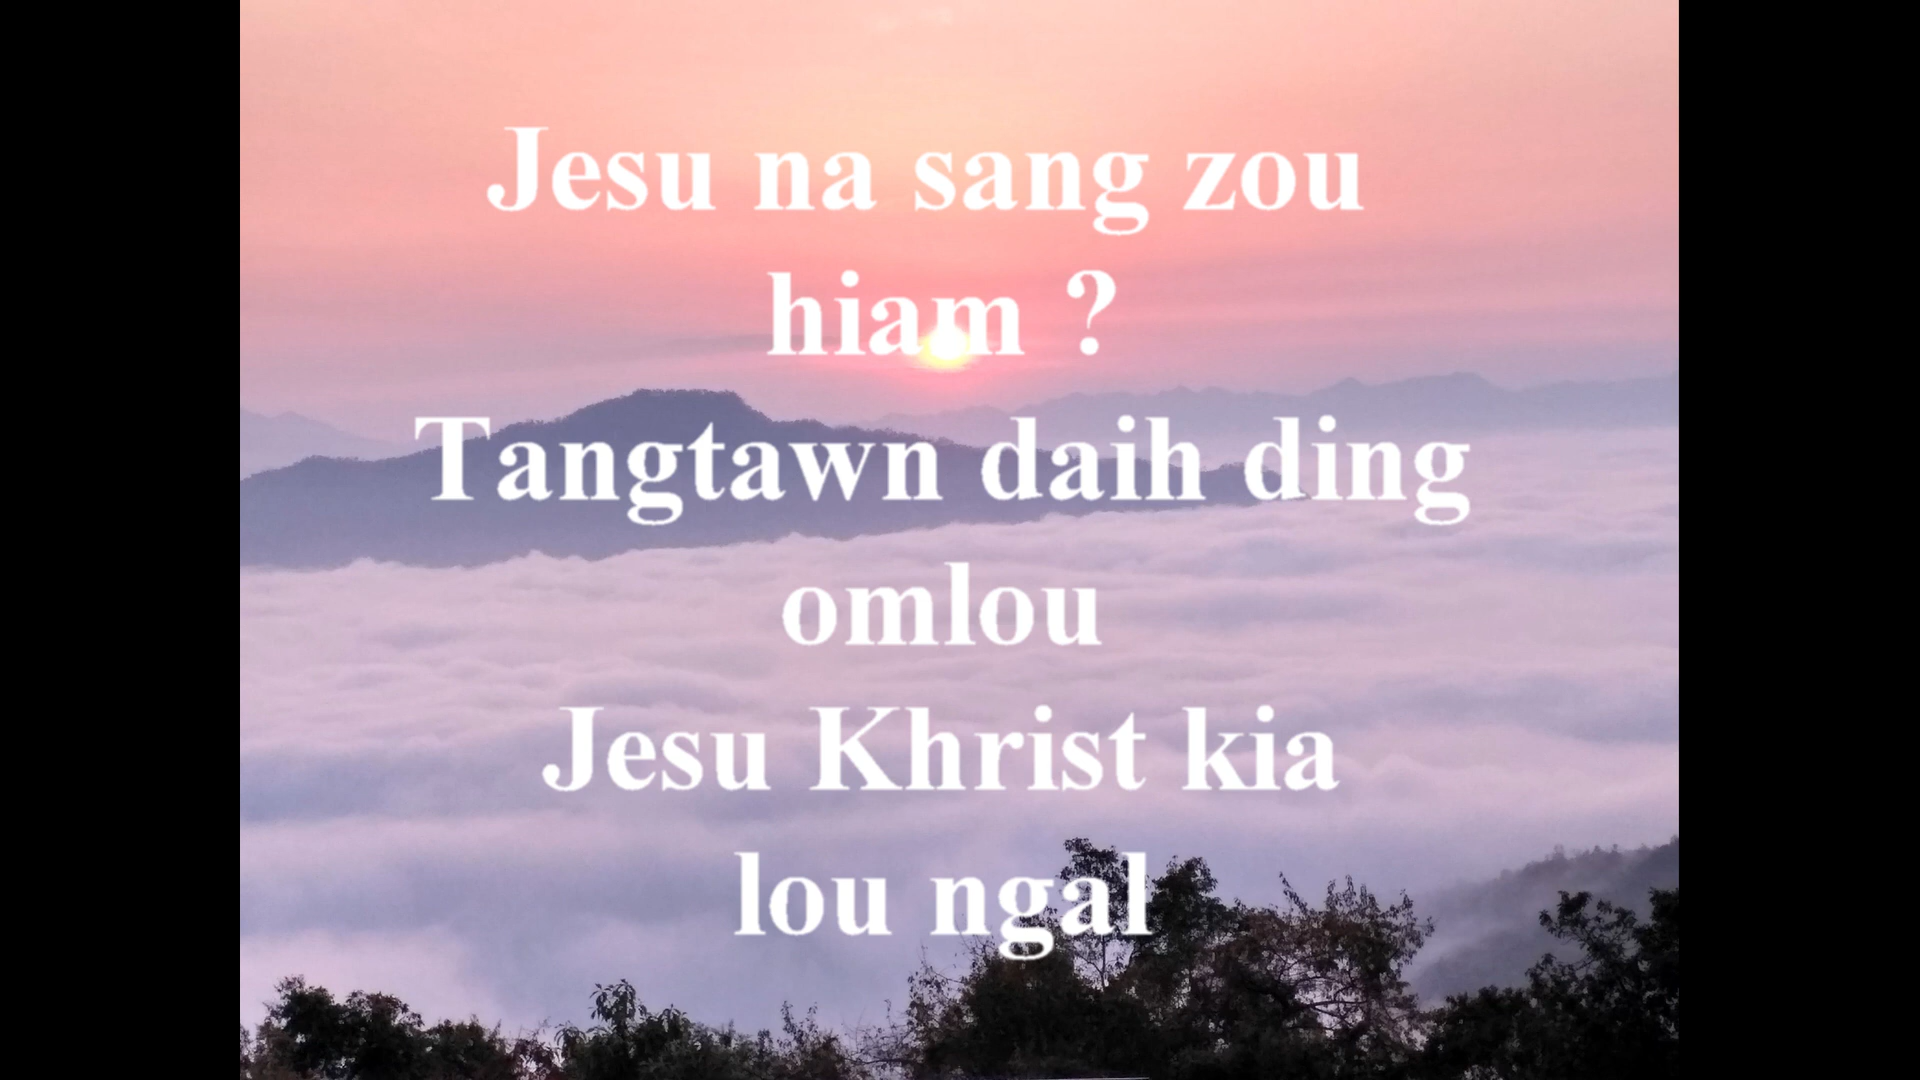 Jesu na sang zou
hiam ?
Tangtawn daih ding
omlou
Jesu Khrist kia
lou ngal